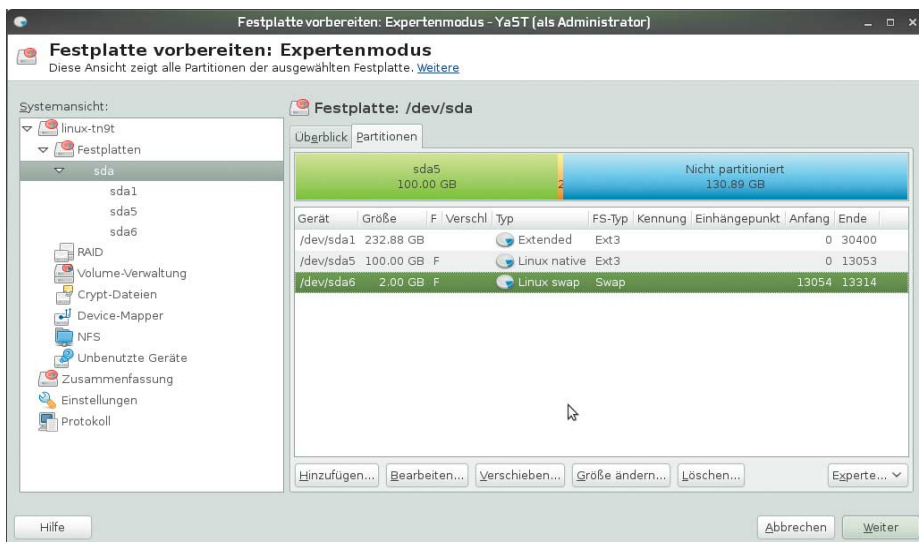 Festplatte vorbereiten: Expertenmodus - YaST (als Administrator)
Festplatte vorbereiten: Expertenmodus
Diese Ansicht zeigt alle Partitionen der ausgewählten Festplatte. Weitere
Systemansicht:
linux-tn9t
Festplatten
sda
sda1
sda5
sda6
RAID
Volume-Verwaltung
Crypt-Dateien
Device-Mapper
NFS
Unbenutzte Geräte
Zusammenfassung
Einstellungen
Protokoll
Festplatte: /dev/sda
Überblick Partitionen
sda5 Nicht partitioniert
100.00 GB 2 130.89 GB
Gerät Größe F Verschl Typ FS-Typ Kennung Einhängepunkt Anfang Ende
/dev/sda1 232.88 GB Extended Ext3 0 30400
/dev/sda5 100.00 GB F Linux native Ext3 0 13053
/dev/sda6 2.00 GB F Linux swap Swap 13054 13314
Hinzufügen... Bearbeiten... Verschieben... Größe ändern... Löschen... Experte...
Hilfe Abbrechen Weiter